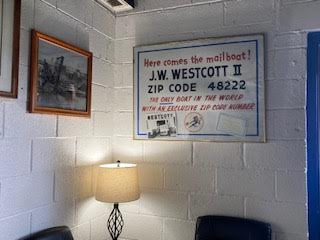 Here comes the mailboat!
J.W. WESTCOTT II
ZIP CODE 48222
THE ONLY BOAT IN THE WORLD
WITH AN EXCLUSIVE ZIP CODE NUMBER
WESTCOTT